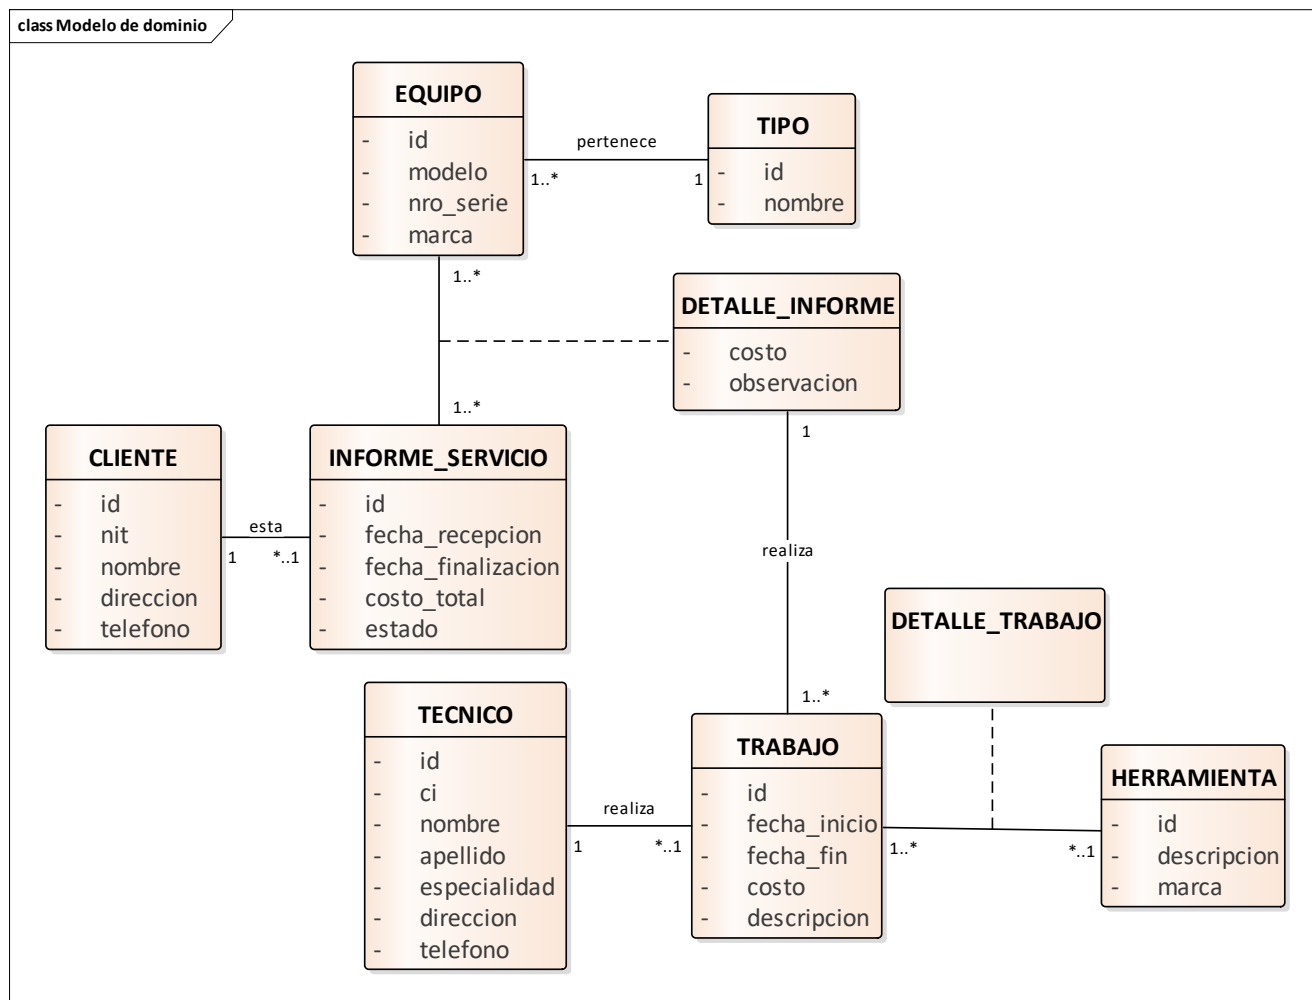 class Modelo de dominio
EQUIPO
- id
- modelo
- nro_serie
- marca
pertenece
1..*
1
TIPO
- id
- nombre
1..*
1..*
DETALLE_INFORME
- costo
- observacion
1
realiza
1..*
CLIENTE
- id
- nit
- nombre
- direccion
- telefono
esta
1
*..1
INFORME_SERVICIO
- id
- fecha_recepcion
- fecha_finalizacion
- costo_total
- estado
DETALLE_TRABAJO
TECNICO
- id
- ci
- nombre
- apellido
- especialidad
- direccion
- telefono
realiza
1
*..1
TRABAJO
- id
- fecha_inicio
- fecha_fin
- costo
- descripcion
1..*
*..1
HERRAMIENTA
- id
- descripcion
- marca